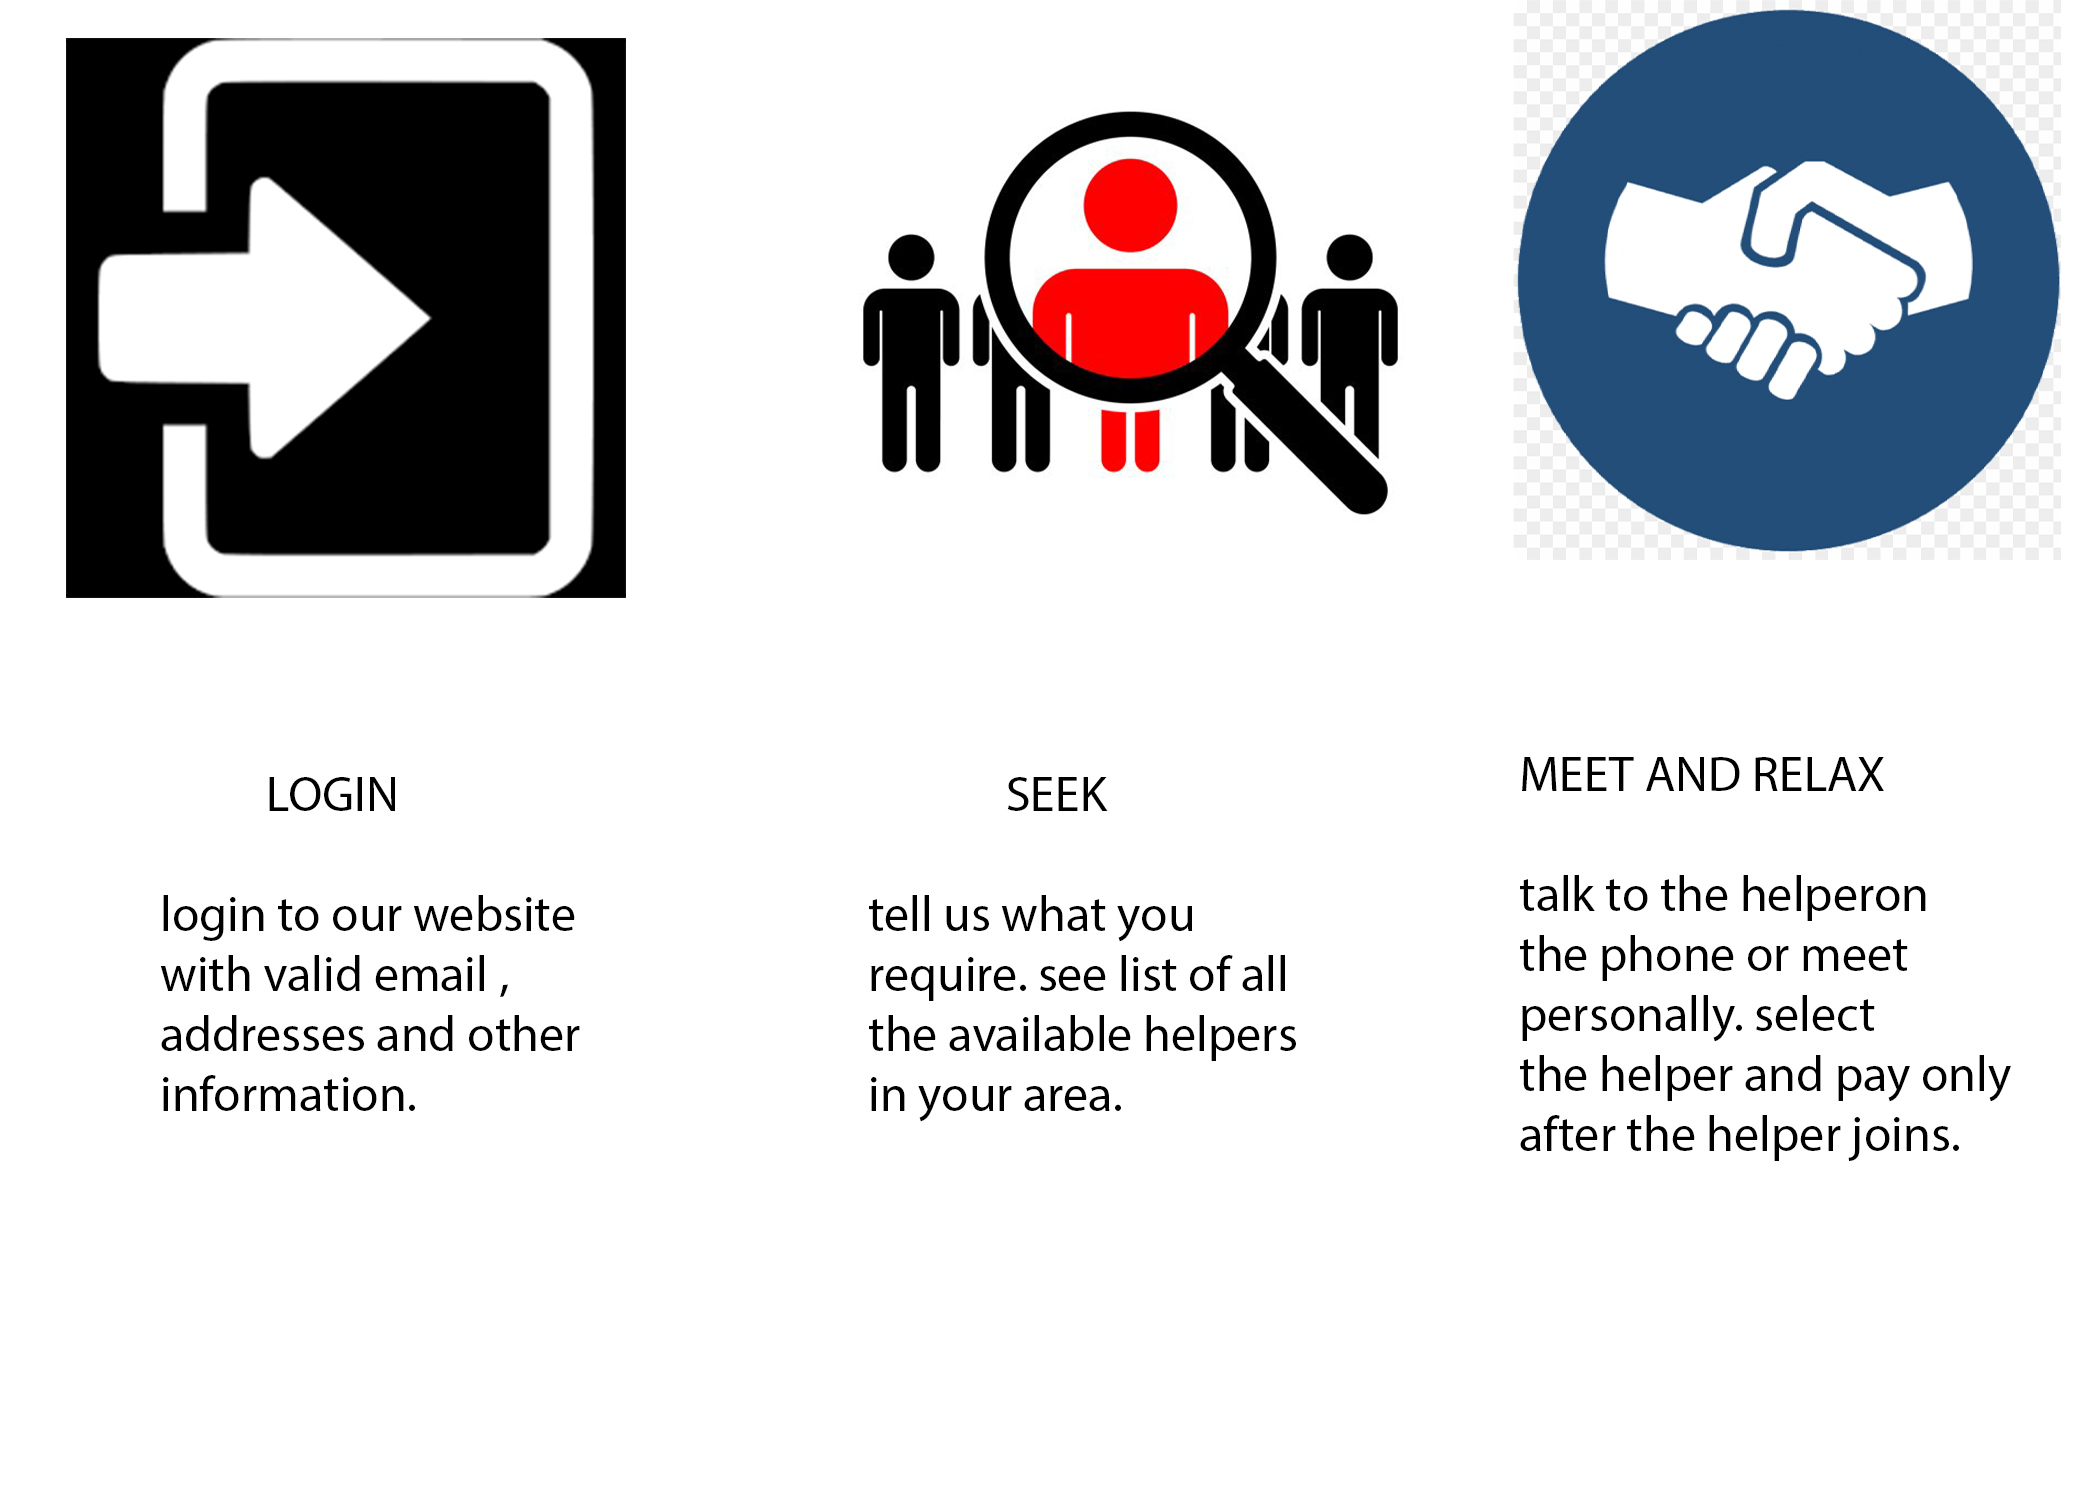 LOGIN
login to our website
with valid email ,
addresses and other
information.
SEEK
tell us what you
require. see list of all
the available helpers
in your area.
MEET AND RELAX
talk to the helperon
the phone or meet
personally. select
the helper and pay only
after the helper joins.